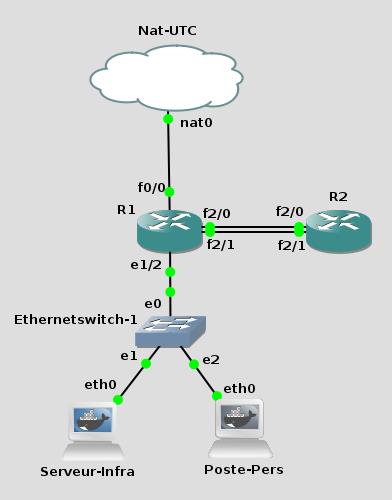 Nat-UTC
nat0
f0/0
R1
R2
f2/0
f2/0
f2/1
f2/1
e1/2
e0
Ethernetswitch-1
e1
e2
eth0
eth0
Serveur-Infra
Poste-Pers